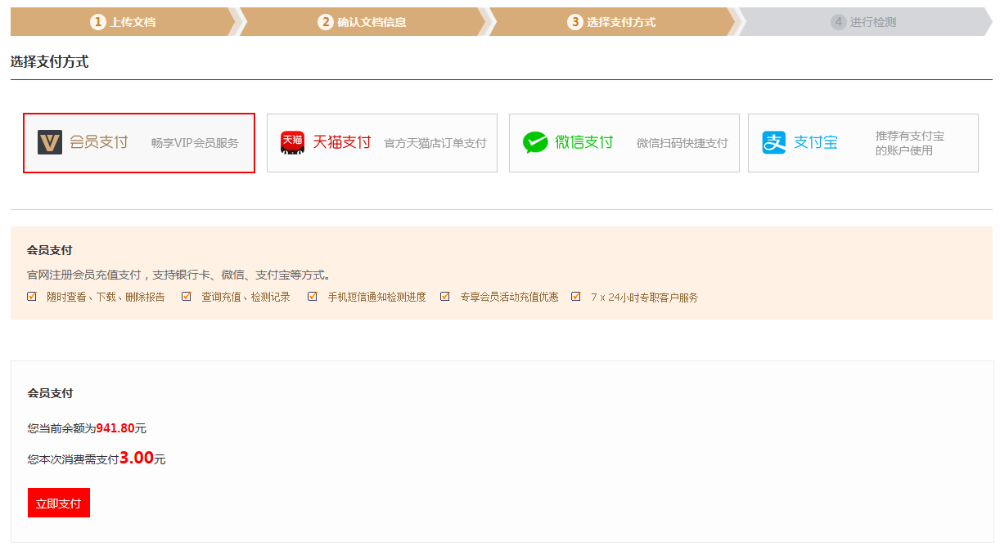 1 上传文档 2 确认文档信息 3 选择支付方式 4 进行检测
选择支付方式
会员支付 畅享VIP会员服务
天猫 天猫支付 官方天猫店订单支付
微信支付 微信扫码快捷支付
支 支付宝 推荐有支付宝
的账户使用
会员支付
官网注册会员充值支付，支持银行卡、微信、支付宝等方式。
随时查看、下载、删除报告 查询充值、检测记录 手机短信通知检测进度 专享会员活动充值优惠 7 x 24小时专职客户服务
会员支付
您当前余额为941.80元
您本次消费需支付3.00元
立即支付